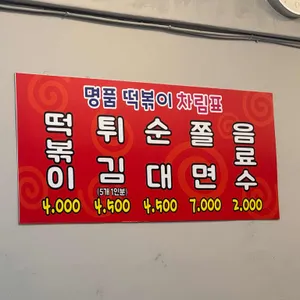 명품 떡볶이 차림표
떡볶이
4.000
튀김
(5개 1인분)
4.500
순대
4.500
쫄면
7.000
음료수
2.000